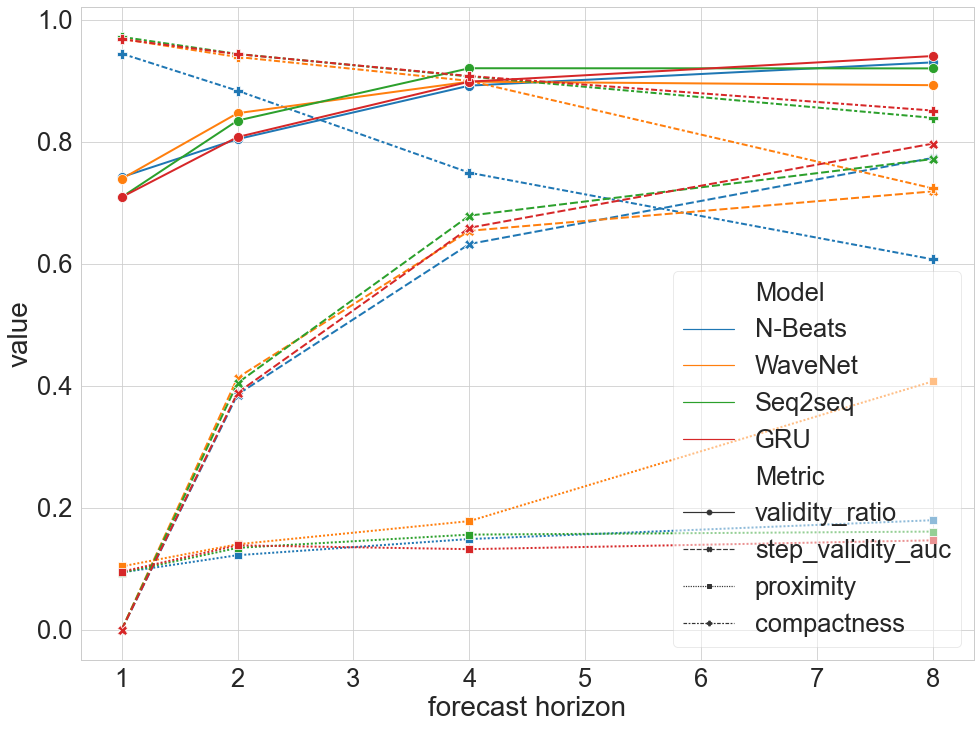 1.0
0.8
0.6
0.4
0.2
0.0
value
Model
N-Beats
WaveNet
Seq2seq
GRU
Metric
validity_ratio
step_validity_auc
proximity
compactness
1 2 3 4 5 6 7 8
forecast horizon